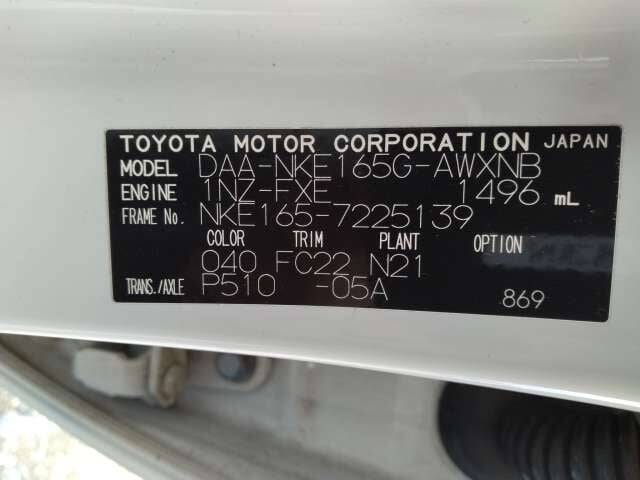 TOYOTA MOTOR CORPORATION JAPAN
MODEL DAA-NKE165G-AWXNB
ENGINE 1NZ-FXE 1496 mL
FRAME No. NKE165-7225139
COLOR TRIM PLANT OPTION
040 FC22 N21
TRANS./AXLE P510 -05A 869